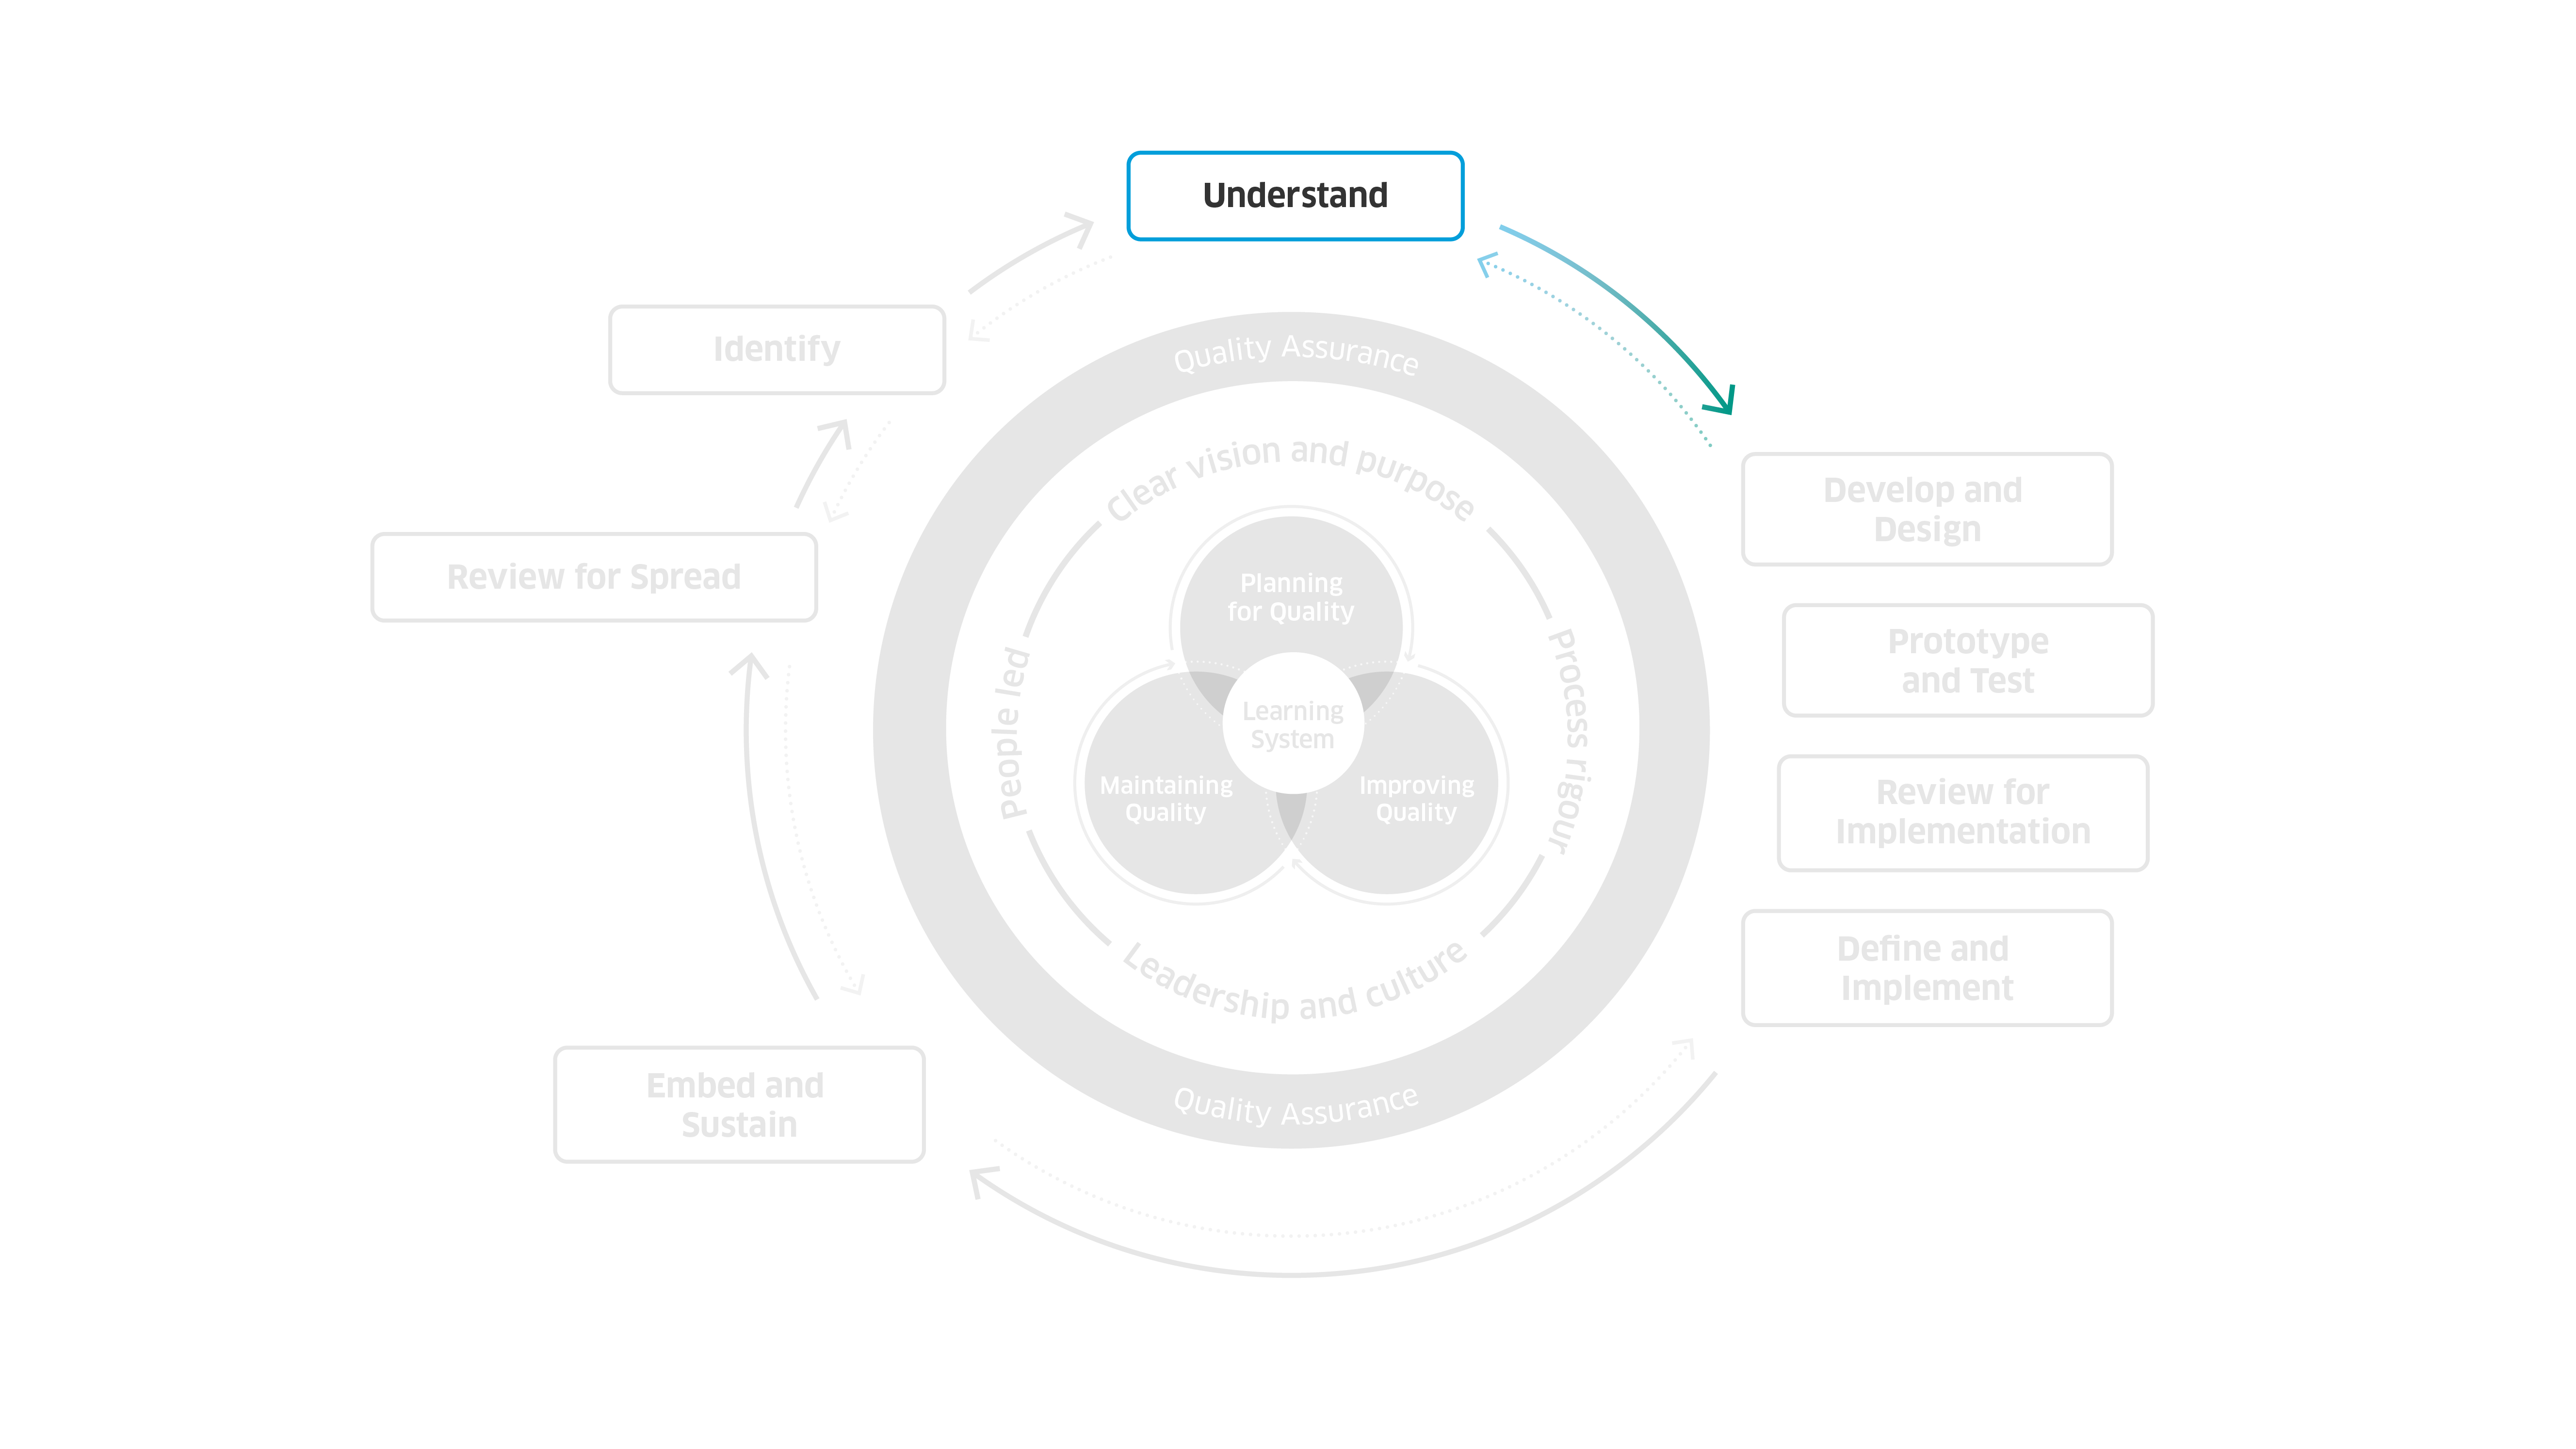 Understand
Identify
Review for Spread
Embed and
Sustain
Develop and
Design
Prototype
and Test
Review for
Implementation
Define and
Implement
Quality Assurance
Clear vision and purpose
People led
Process rigour
Leadership and culture
Planning
for Quality
Learning
System
Maintaining
Quality
Improving
Quality
Quality Assurance